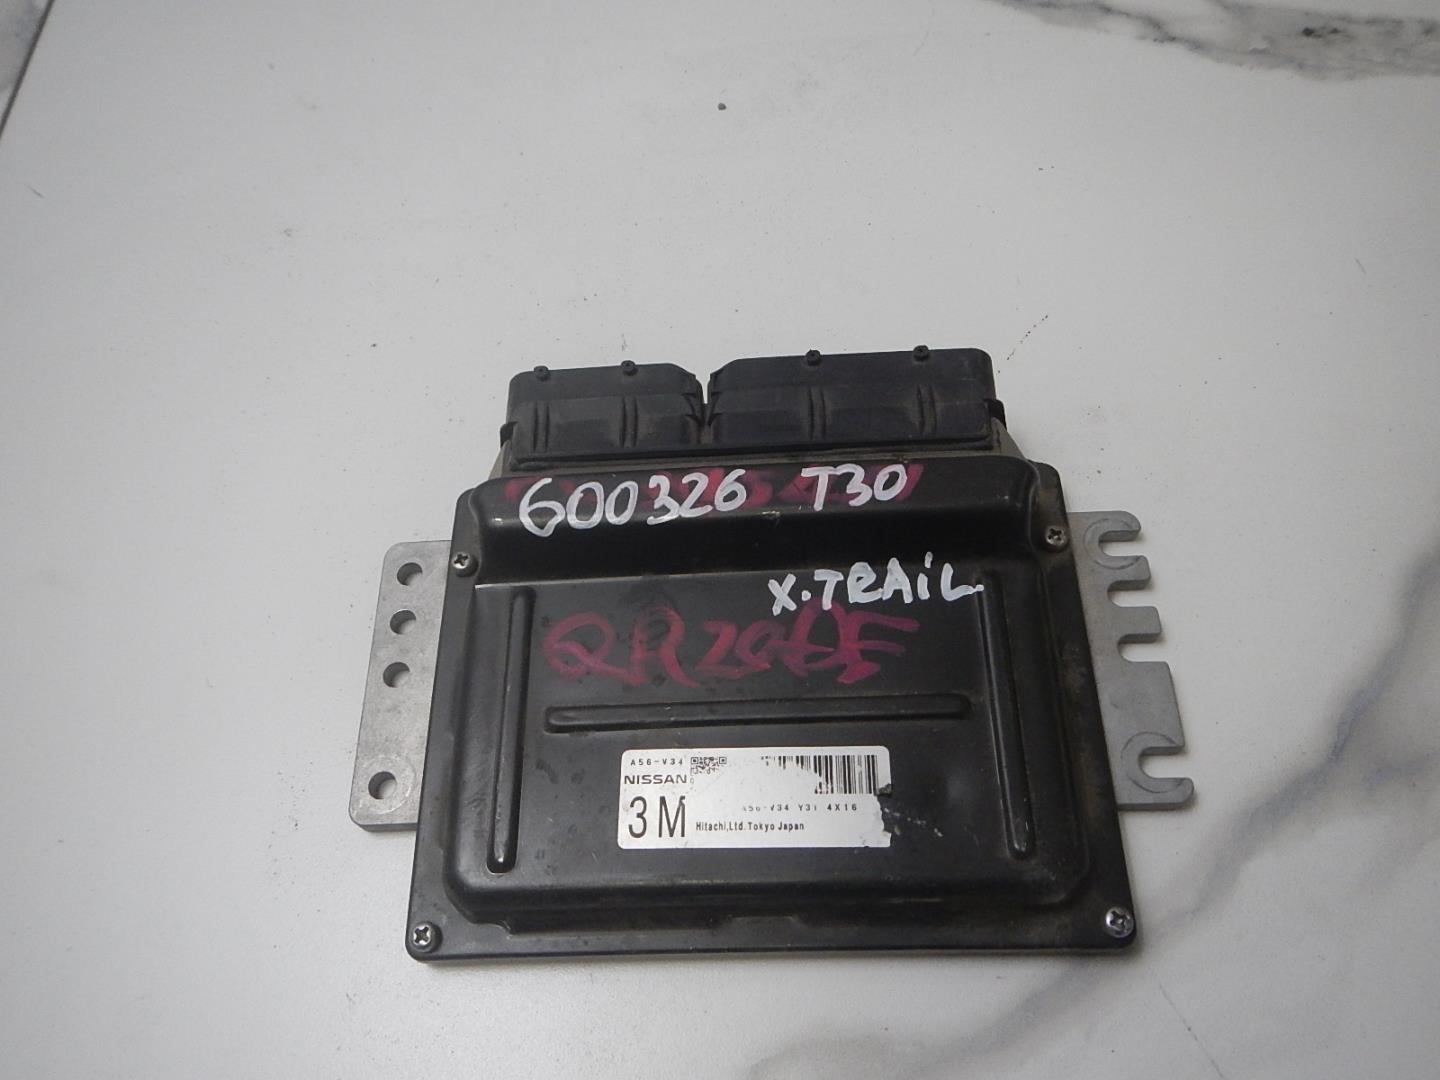 600326 T30
X-TRAiL
QR20DE
A56-V34
NISSAN
3M
A56-V34 Y31 4X16
Hitachi,Ltd.Tokyo Japan